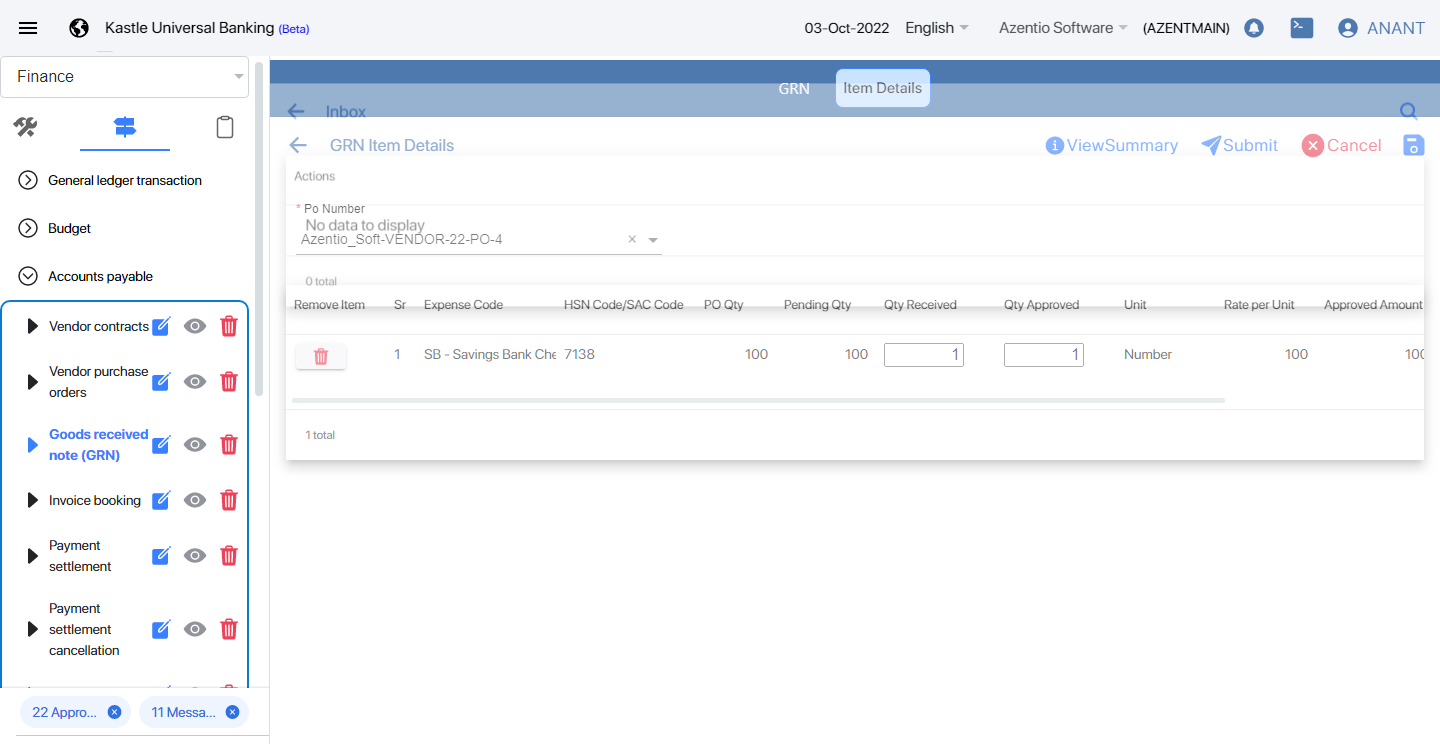 Kastle Universal Banking (Beta)
03-Oct-2022
English
Azentio Software
(AZENTMAIN)
ANANT
Finance
General ledger transaction
Budget
Accounts payable
Vendor contracts
Vendor purchase
orders
Goods received
note (GRN)
Invoice booking
Payment
settlement
Payment
settlement
cancellation
22 Appro...
11 Messa...
GRN
Item Details
Inbox
GRN Item Details
ViewSummary
Submit
Cancel
Actions
* Po Number
No data to display
Azentio_Soft-VENDOR-22-PO-4
0 total
Remove Item Sr Expense Code HSN Code/SAC Code PO Qty Pending Qty Qty Received Qty Approved Unit Rate per Unit Approved Amount
1 SB - Savings Bank Che 7138 100 100 1 1 Number 100 100
1 total